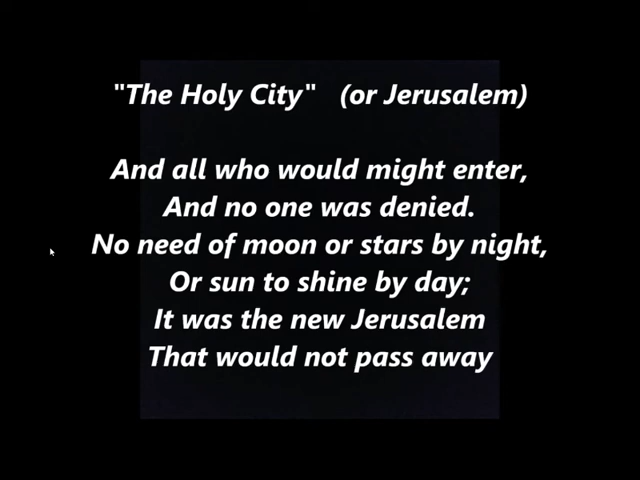 "The Holy City" (or Jerusalem)
And all who would might enter,
And no one was denied.
No need of moon or stars by night,
Or sun to shine by day;
It was the new Jerusalem
That would not pass away